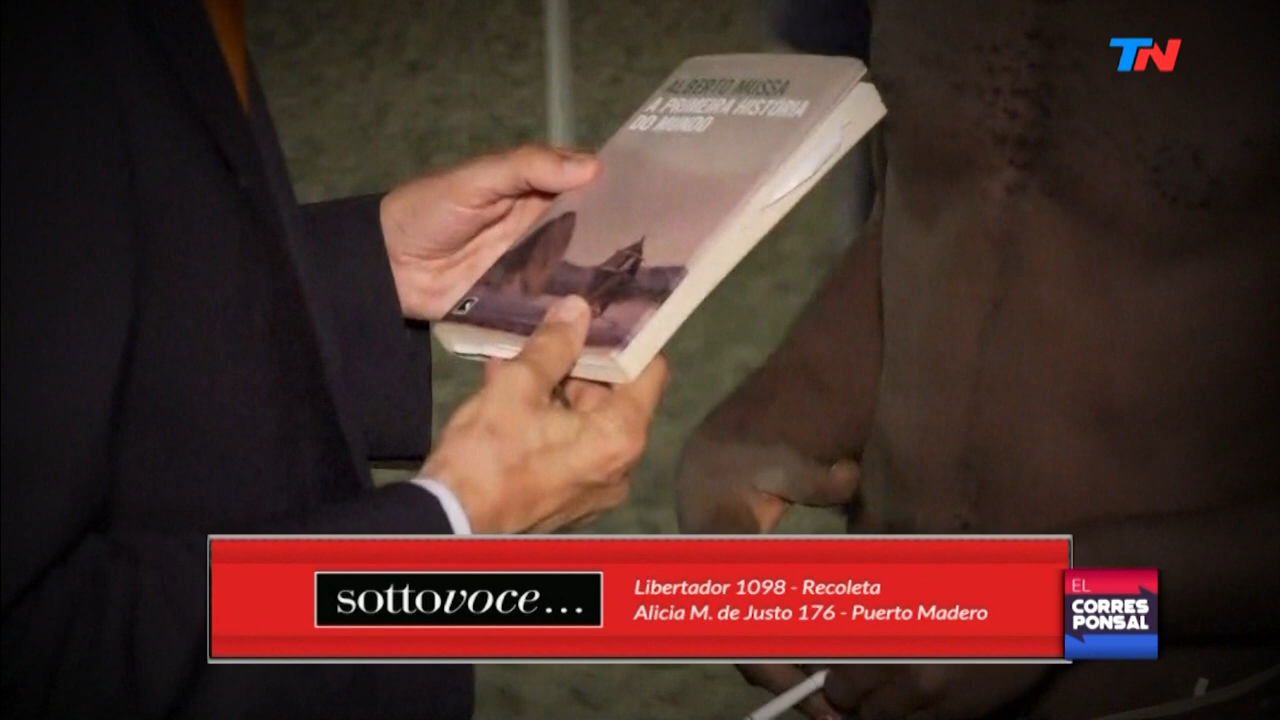 TN
ALBERTO MUSSA
A PRIMEIRA HISTÓRIA
DO MUNDO
sottovoce...
Libertador 1098 - Recoleta
Alicia M. de Justo 176 - Puerto Madero
EL
CORRES
PONSAL